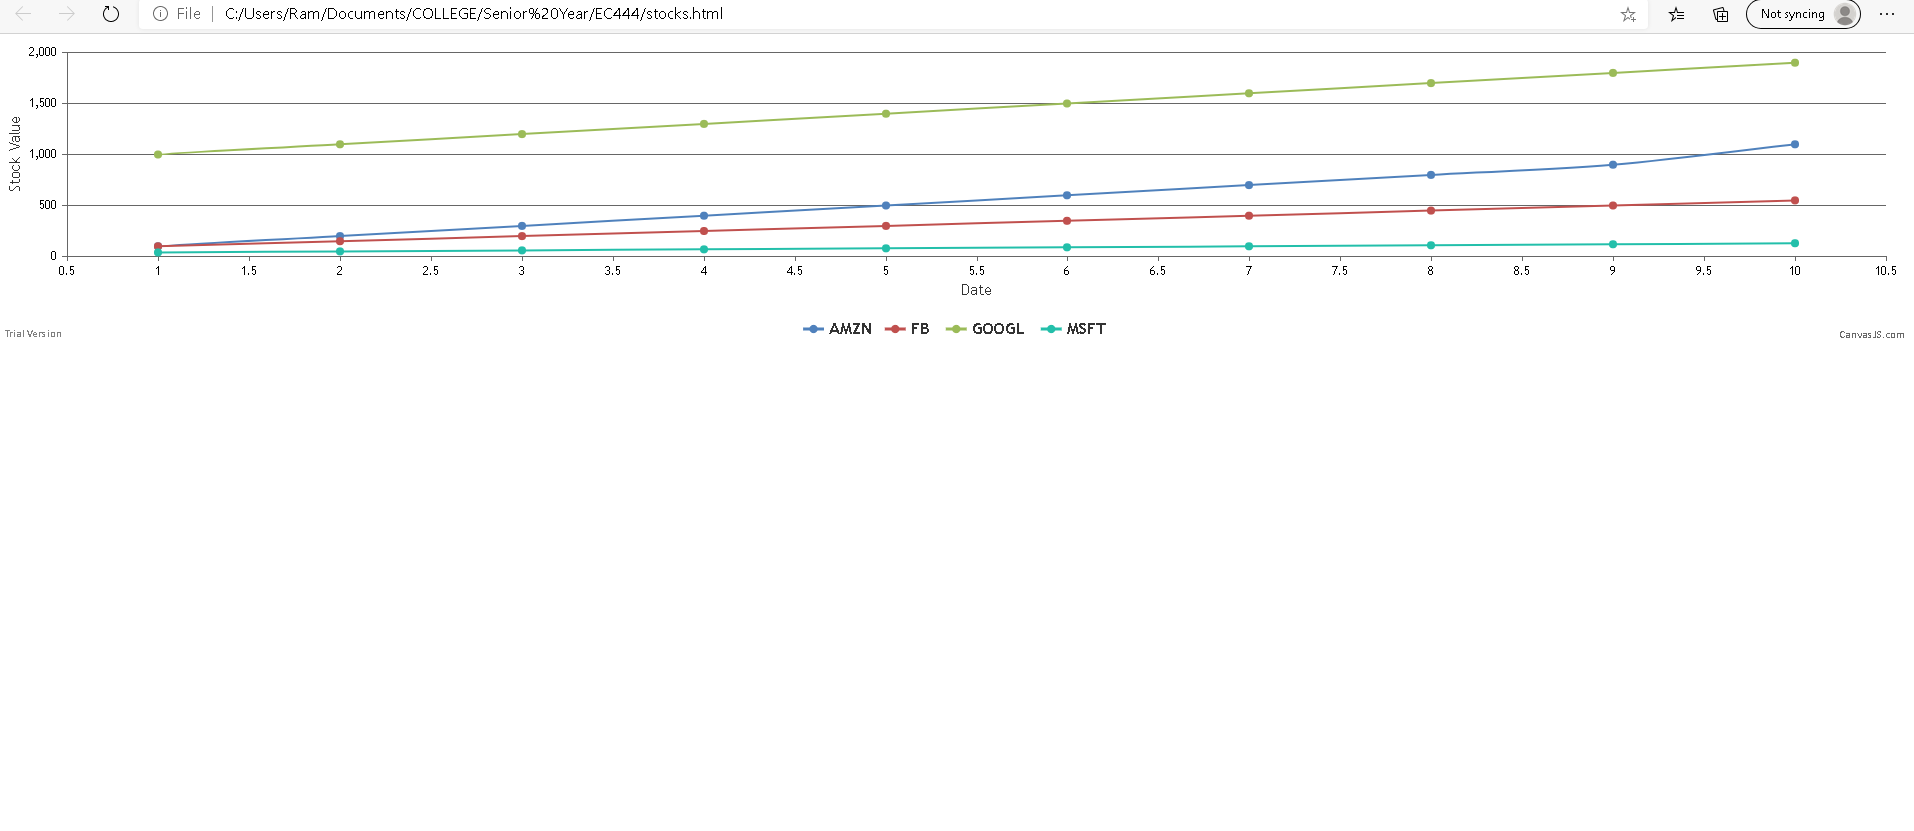 File | C:/Users/Ram/Documents/COLLEGE/Senior%20Year/EC444/stocks.html Not syncing
2,000
1,500
1,000
500
0
Stock Value
0.5 1 1.5 2 2.5 3 3.5 4 4.5 5 5.5 6 6.5 7 7.5 8 8.5 9 9.5 10 10.5
Date
AMZN FB GOOGL MSFT
Trial Version CanvasJS.com